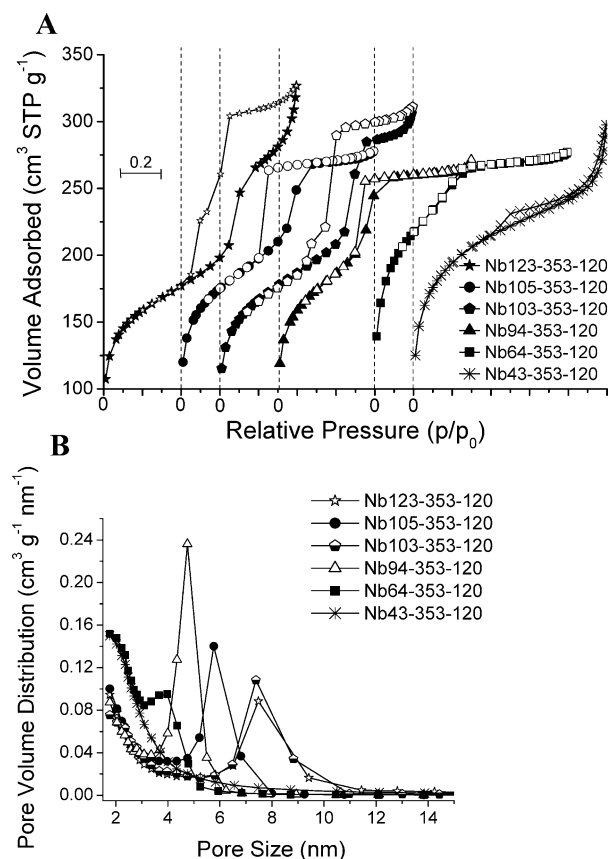 A
Volume Adsorbed (cm³ STP g⁻¹)
350
300
250
200
150
100
0.2
Nb123-353-120
Nb105-353-120
Nb103-353-120
Nb94-353-120
Nb64-353-120
Nb43-353-120
0 0 0 0 0 0
Relative Pressure (p/p₀)
B
Pore Volume Distribution (cm³ g⁻¹ nm⁻¹)
Nb123-353-120
Nb105-353-120
Nb103-353-120
Nb94-353-120
Nb64-353-120
Nb43-353-120
0.24
0.20
0.16
0.12
0.08
0.04
0.00
2 4 6 8 10 12 14
Pore Size (nm)